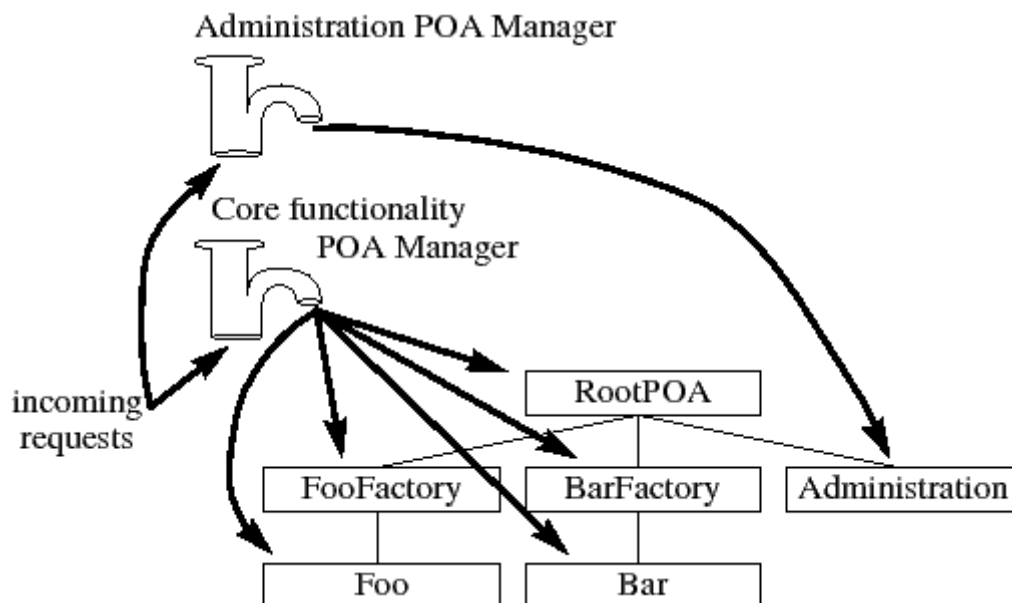 Administration POA Manager
Core functionality
POA Manager
incoming
requests
RootPOA
FooFactory
BarFactory
Administration
Foo
Bar